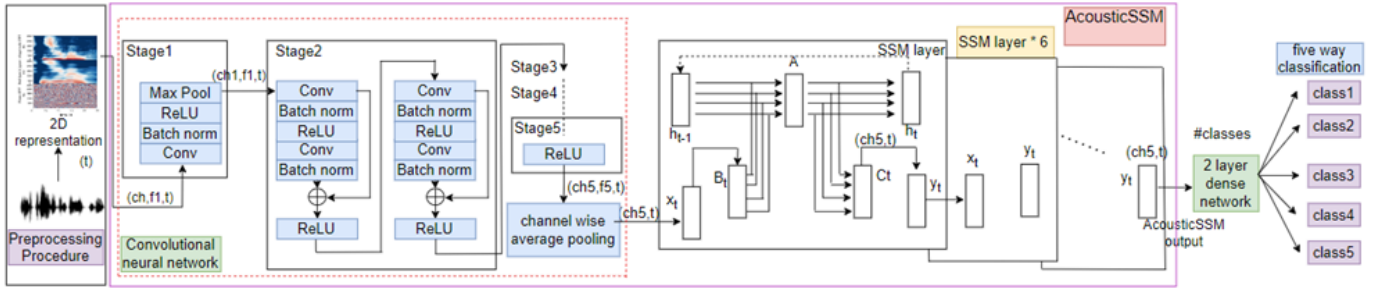 2D
representation
(t)
Preprocessing
Procedure
Stage1
Max Pool
ReLU
Batch norm
Conv
(ch,f1,t)
(ch1,f1,t)
Convolutional
neural network
Stage2
Conv
Batch norm
ReLU
Conv
Batch norm
ReLU
Conv
Batch norm
ReLU
Conv
Batch norm
ReLU
Stage3
Stage4
Stage5
ReLU
(ch5,f5,t)
channel wise
average pooling
(ch5,t)
AcousticSSM
SSM layer * 6
SSM layer
A
ht-1
ht
(ch5,t)
xt
Bt
Ct
yt
xt
yt
(ch5,t)
yt
AcousticSSM
output
#classes
2 layer
dense
network
five way
classification
class1
class2
class3
class4
class5